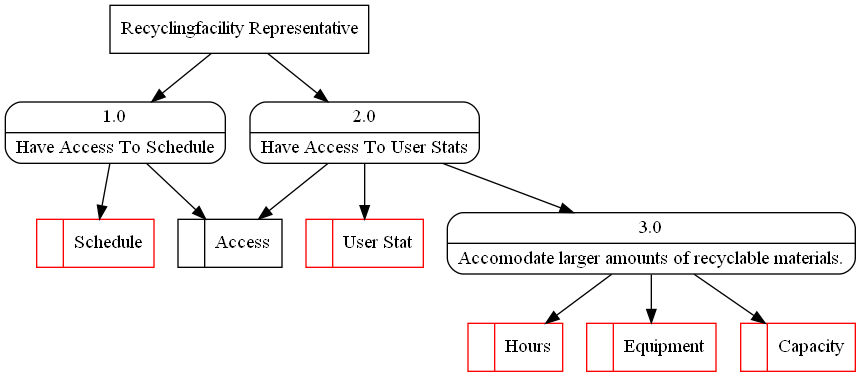 Recyclingfacility Representative
1.0
Have Access To Schedule
2.0
Have Access To User Stats
Schedule
Access
User Stat
3.0
Accomodate larger amounts of recyclable materials.
Hours
Equipment
Capacity